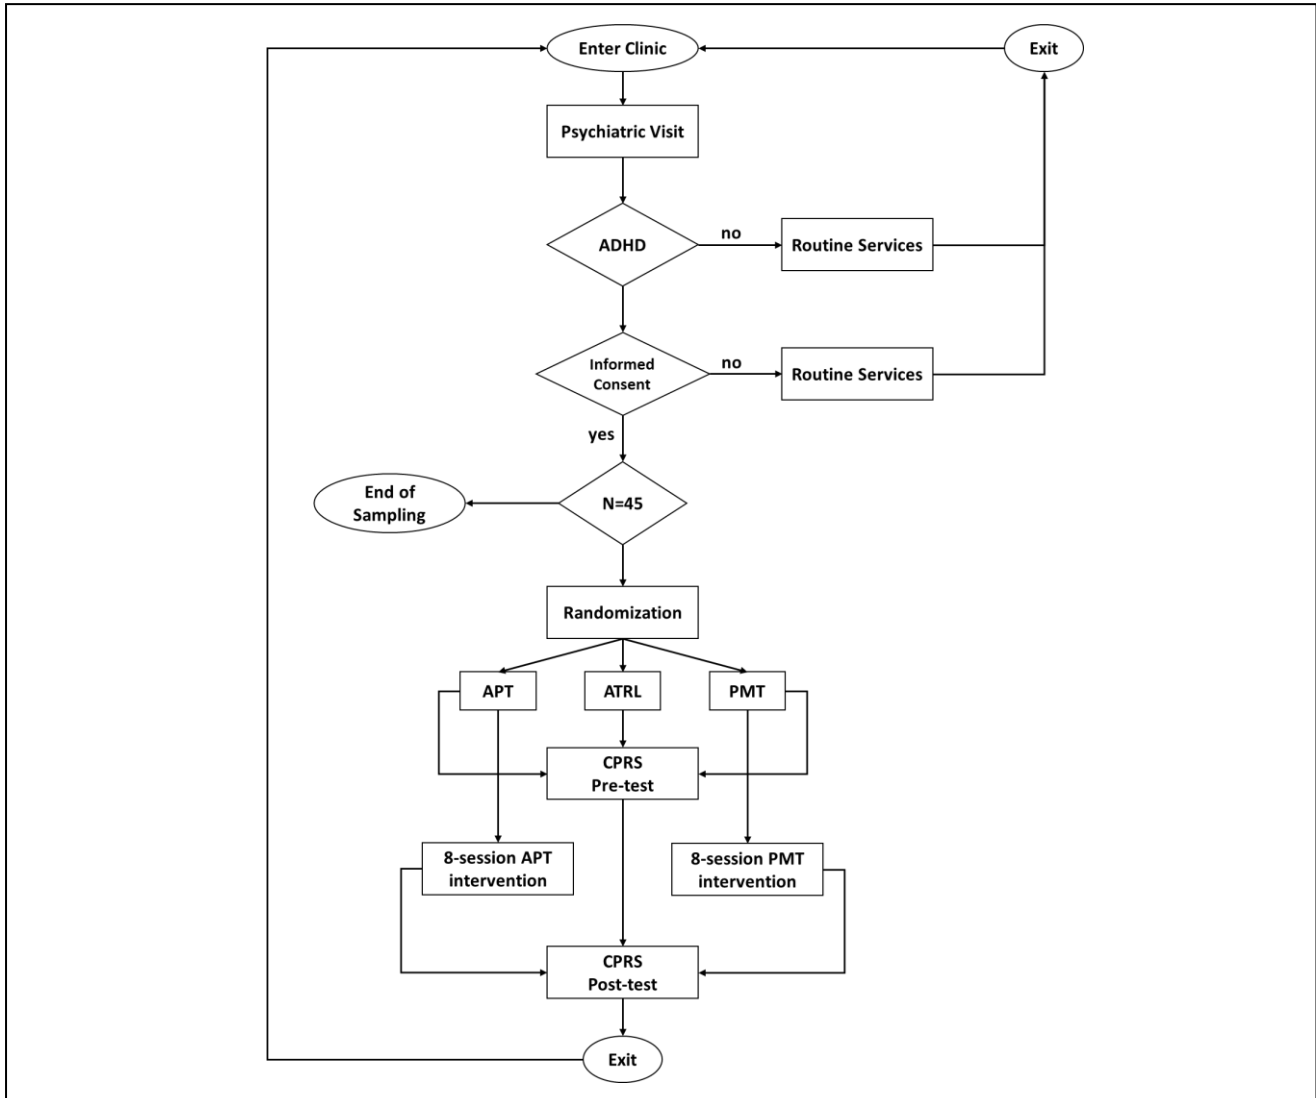 Enter Clinic
Exit
Psychiatric Visit
ADHD
no
Routine Services
Informed
Consent
no
Routine Services
yes
End of
Sampling
N=45
Randomization
APT
ATRL
PMT
CPRS
Pre-test
8-session APT
intervention
8-session PMT
intervention
CPRS
Post-test
Exit